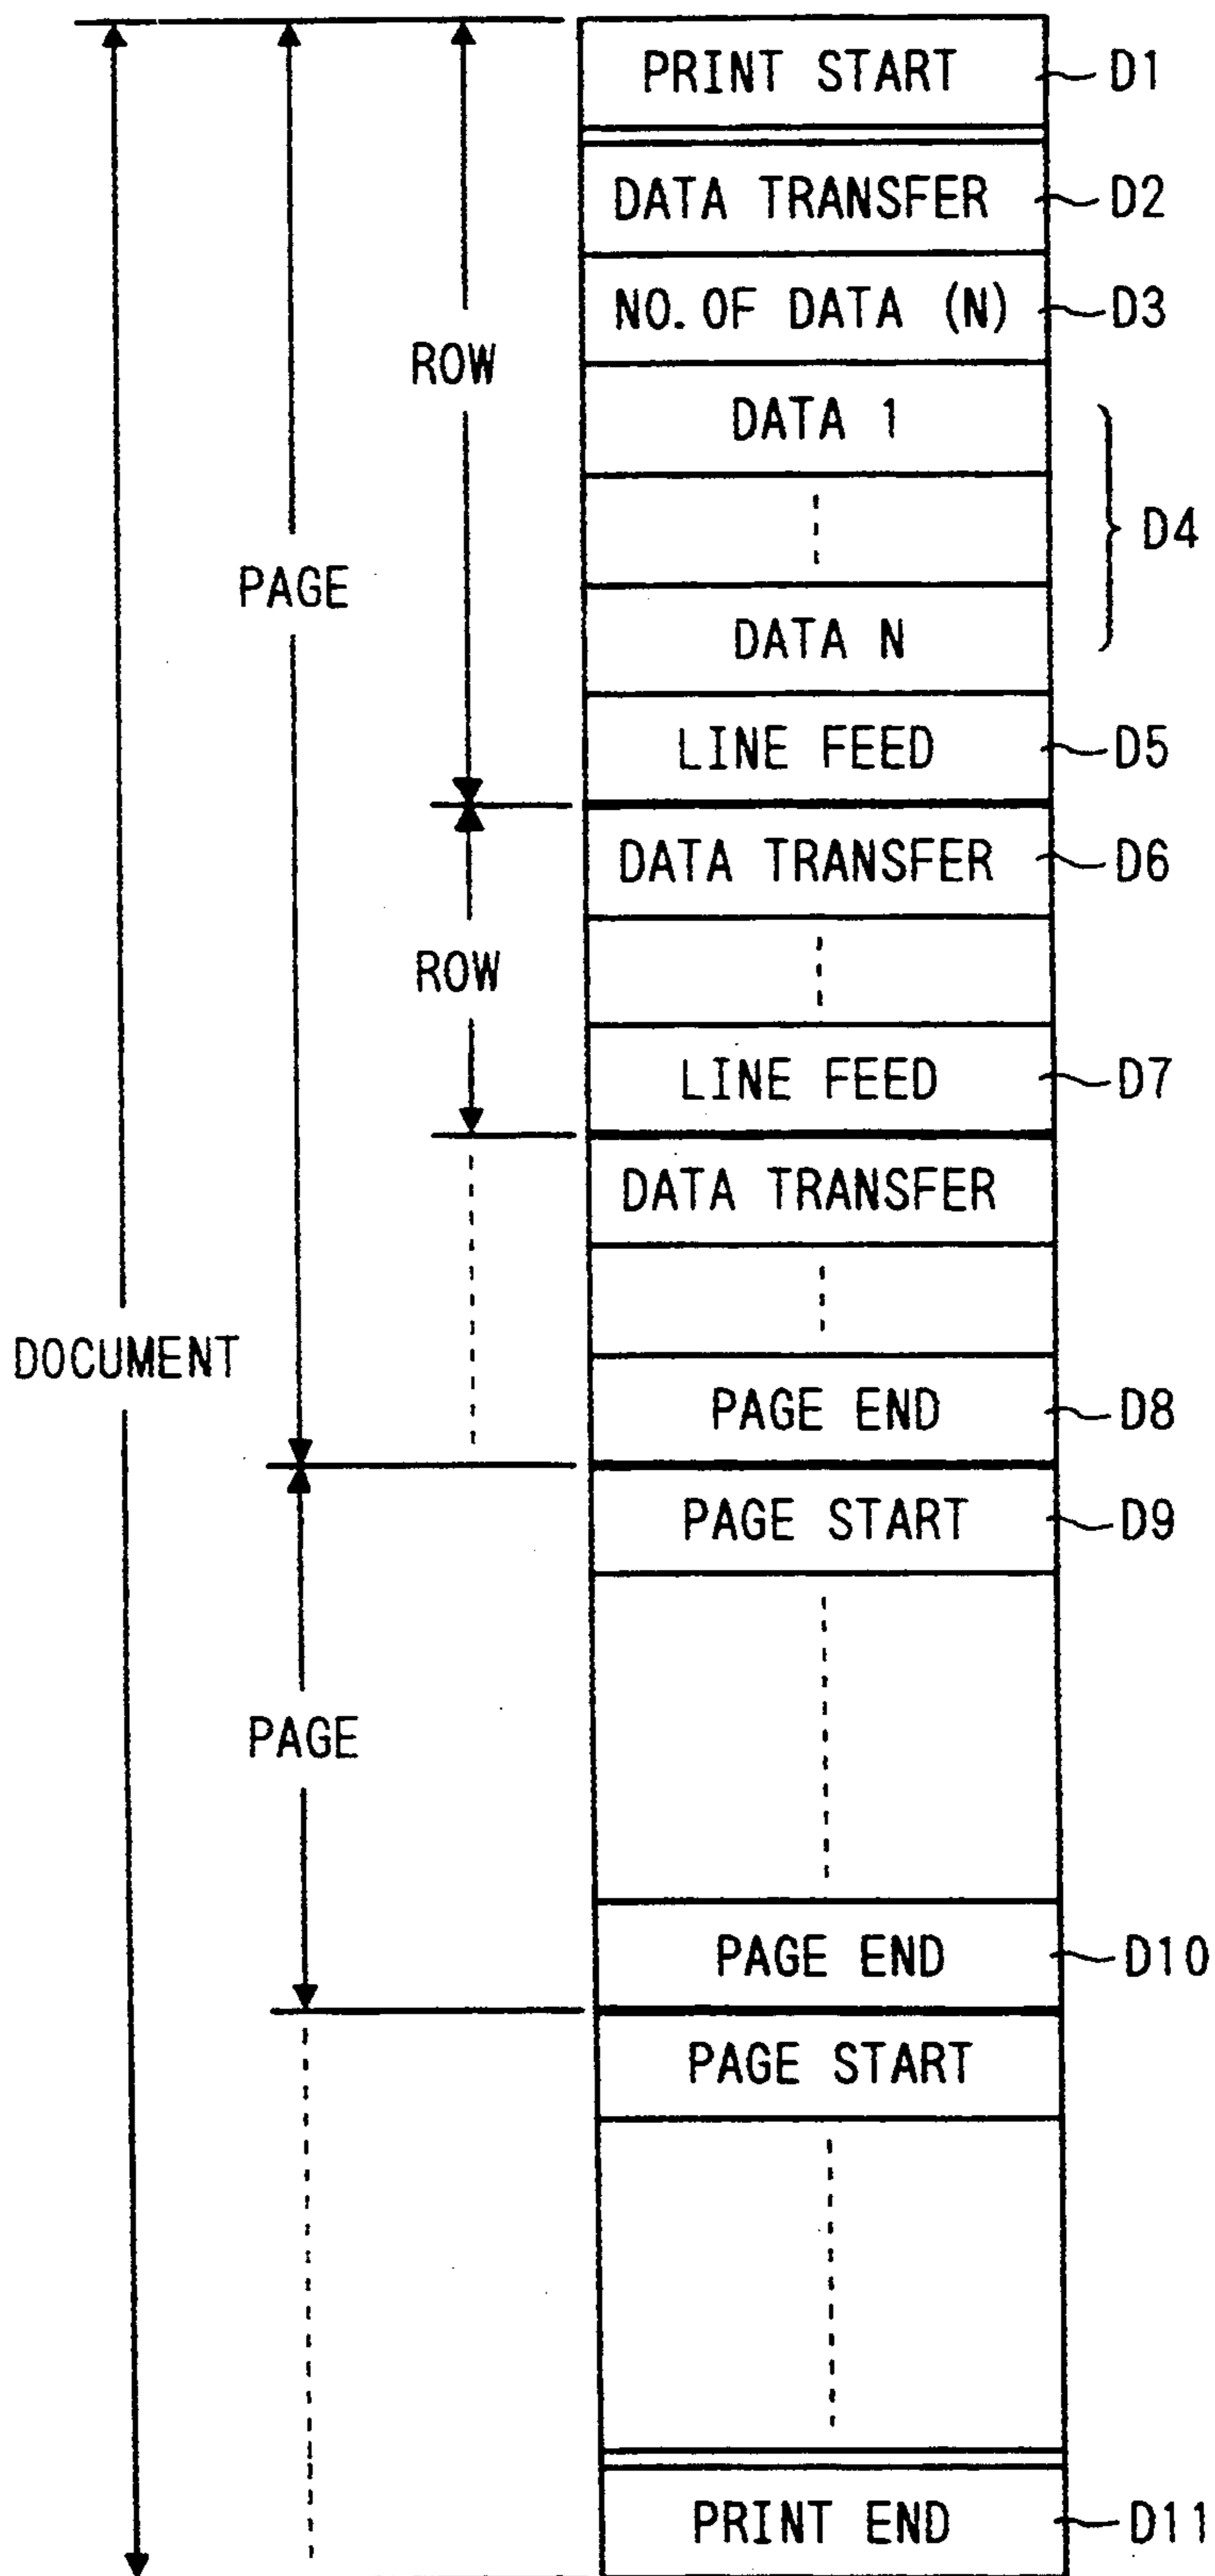 PRINT START D1
DATA TRANSFER D2
NO. OF DATA (N) D3
ROW
DATA 1
D4
PAGE
DATA N
LINE FEED D5
DATA TRANSFER D6
ROW
LINE FEED D7
DATA TRANSFER
DOCUMENT
PAGE END D8
PAGE START D9
PAGE
PAGE END D10
PAGE START
PRINT END D11